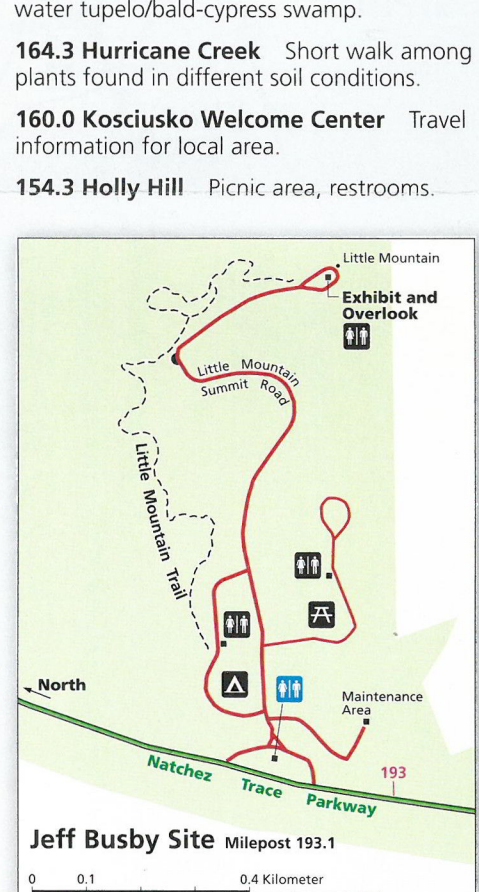 water tupelo/bald-cypress swamp.
164.3 Hurricane Creek Short walk among
plants found in different soil conditions.
160.0 Kosciusko Welcome Center Travel
information for local area.
154.3 Holly Hill Picnic area, restrooms.
Little Mountain
Exhibit and
Overlook
Little Mountain
Summit Road
Little Mountain Trail
North
Maintenance
Area
193
Natchez Trace Parkway
Jeff Busby Site Milepost 193.1
0 0.1 0.4 Kilometer